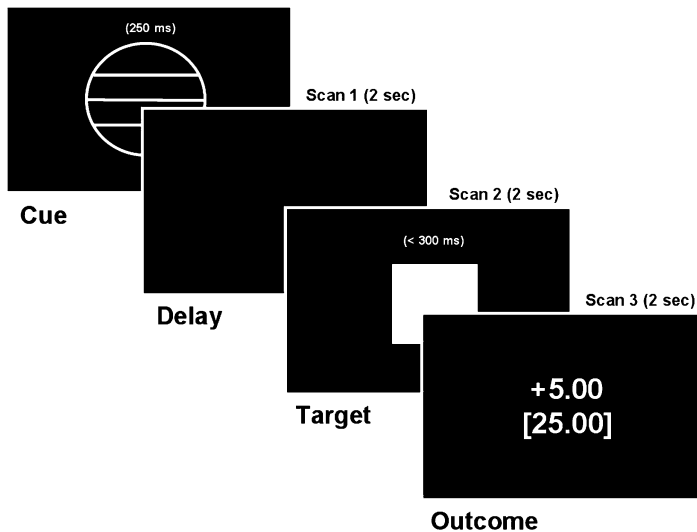 (250 ms)
Scan 1 (2 sec)
Cue
Scan 2 (2 sec)
(< 300 ms)
Delay
Scan 3 (2 sec)
Target
+5.00
[25.00]
Outcome